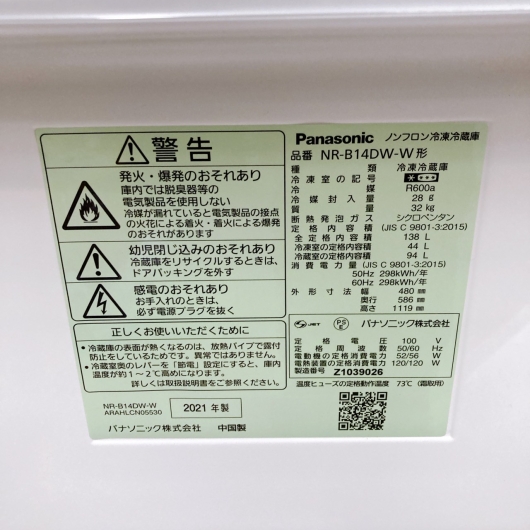 警告
発火・爆発のおそれあり
庫内では脱臭器等の
電気製品を使用しない
冷媒が漏れていると電気製品の接点
の火花による着火・着火による爆発
のおそれがあります
幼児閉じ込みのおそれあり
冷蔵庫をリサイクルするときは、
ドアパッキングを外す
感電のおそれあり
お手入れのときは、
必ず電源プラグを抜く
正しくお使いいただくために
・冷蔵庫の表面が熱くなるのは、放熱パイプで露付
防止をしているためです。異常ではありません。
・冷蔵室奥のレバーを「節電」設定にすると、庫内
温度が約1~2℃高めになります。
詳しくは取扱説明書をご覧ください。
NR-B14DW-W
ARAHLCN05530
2021年製
パナソニック株式会社 中国製
Panasonic ノンフロン冷凍冷蔵庫
品番 NR-B14DW-W形
種類 冷凍冷蔵庫
冷凍室の記号
冷媒 R600a
冷媒封入量 28g
質量 32kg
断熱発泡ガス シクロペンタン
定格内容積 (JIS C 9801-3:2015)
全定格内容積 138 L
冷凍室の定格内容積 44 L
冷蔵室の定格内容積 94 L
消費電力量 (JIS C 9801-3:2015)
50Hz 298kWh/年
60Hz 298kWh/年
外形寸法 幅 480 mm
奥行 586 mm
高さ 1119 mm
JET PSE パナソニック株式会社
定格電圧 100 V
定格周波数 50/60 Hz
電動機の定格消費電力 52/56 W
電熱装置の定格消費電力 120/120 W
製造番号 Z1039026
温度ヒューズの定格動作温度 73℃(霜取用)